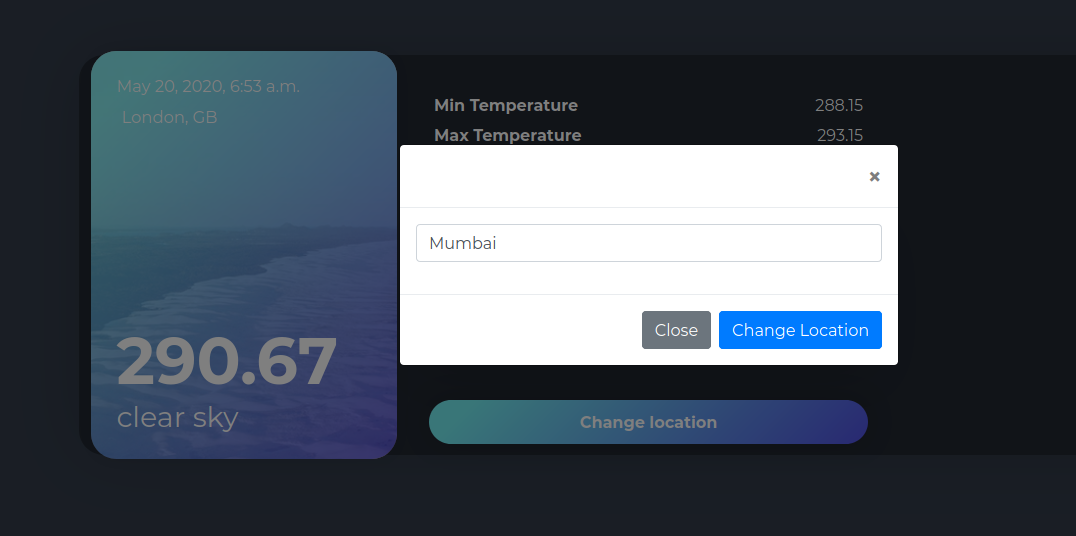 May 20, 2020, 6:53 a.m.
London, GB
290.67
clear sky
Min Temperature 288.15
Max Temperature 293.15
×
Mumbai
Close Change Location
Change location